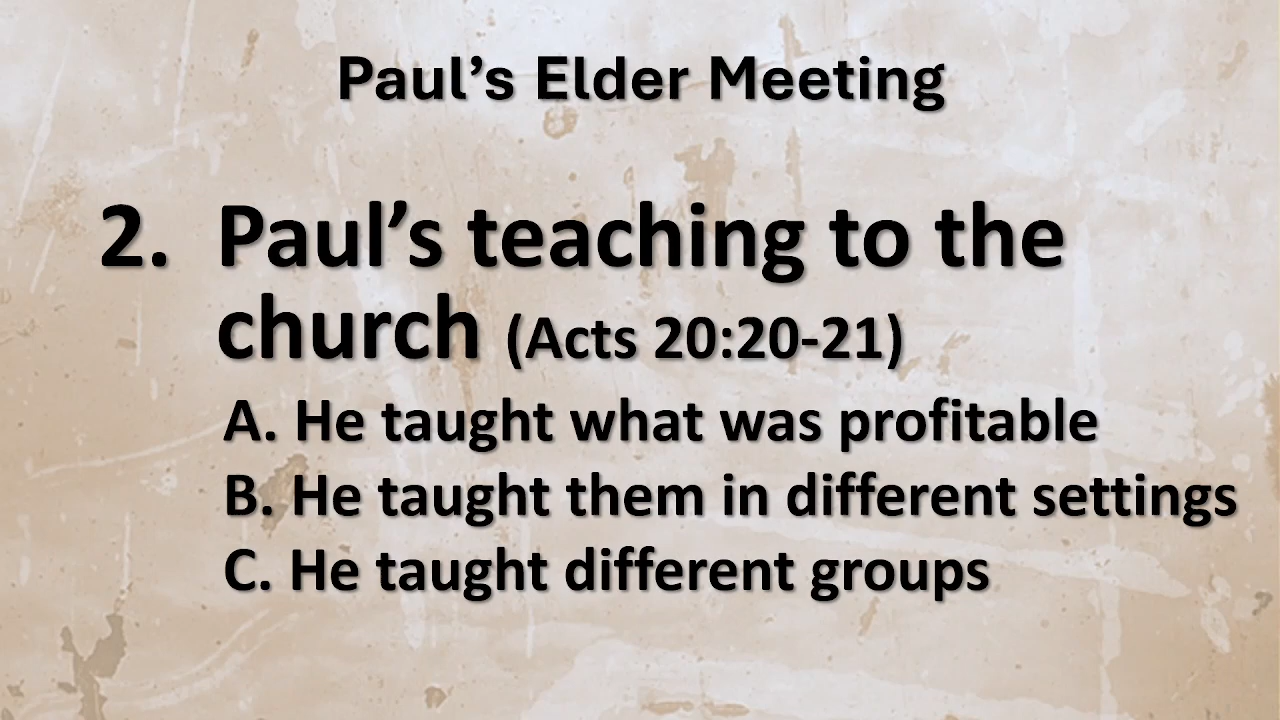 Paul’s Elder Meeting
2. Paul’s teaching to the
church (Acts 20:20-21)
A. He taught what was profitable
B. He taught them in different settings
C. He taught different groups